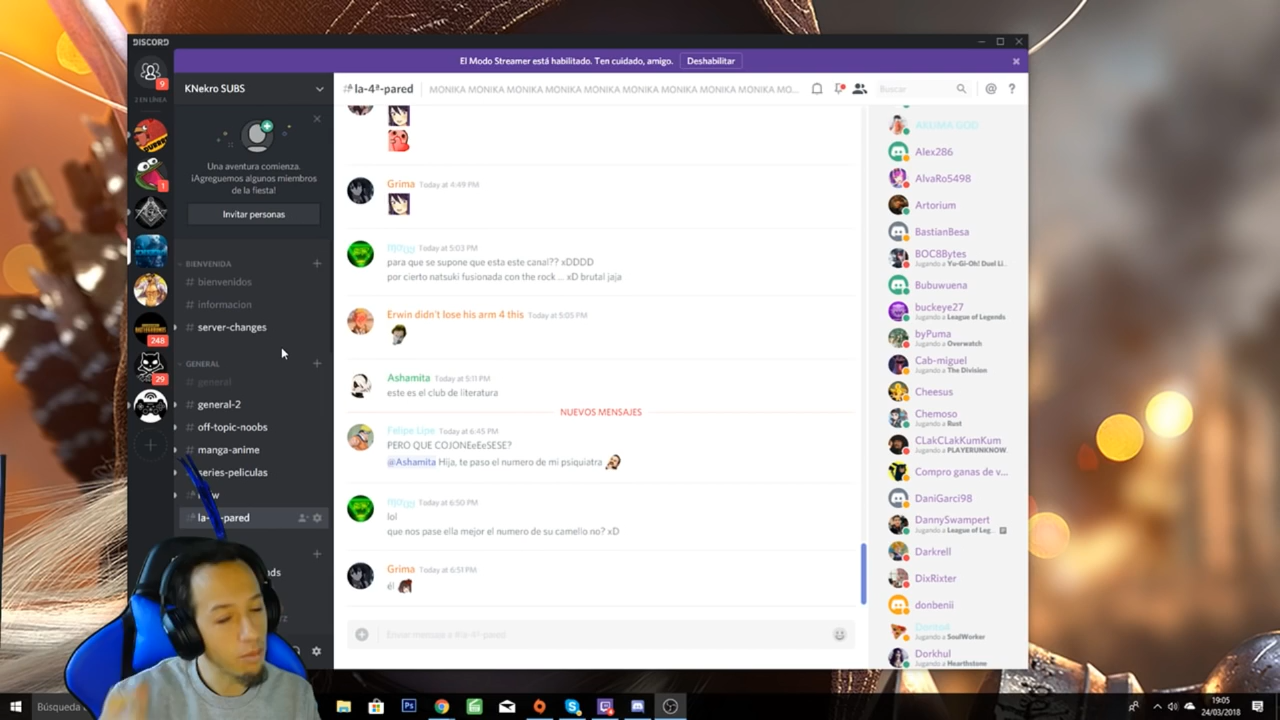 DISCORD
El Modo Streamer está habilitado. Ten cuidado, amigo.
Deshabilitar
9
2 EN LÍNEA
1
248
29
KNekro SUBS
Una aventura comienza.
¡Agreguemos algunos miembros
de la fiesta!
Invitar personas
BIENVENIDA
# bienvenidos
# informacion
# server-changes
GENERAL
# general
# general-2
# off-topic-noobs
# manga-anime
series-peliculas
pared
# la-4ª-pared
MONIKA MONIKA MONIKA MONIKA MONIKA MONIKA MONIKA MONIKA MONIKA MO...
Buscar
Grima Today at 4:49 PM
Today at 5:03 PM
para que se supone que esta este canal?? xDDDD
por cierto natsuki fusionada con the rock... xD brutal jaja
Erwin didn't lose his arm 4 this Today at 5:05 PM
Ashamita Today at 5:11 PM
este es el club de literatura
NUEVOS MENSAJES
Felipe Lipe Today at 6:45 PM
PERO QUE COJONEeEeSESE?
@Ashamita Hija, te paso el numero de mi psiquiatra
Today at 6:50 PM
lol
que nos pase ella mejor el numero de su camello no? xD
Grima Today at 6:51 PM
él
Enviar mensaje a #la-4ª-pared
AKUMA GOD
Alex286
AlvaRo5498
Artorium
BastianBesa
BOC8Bytes
Jugando a Yu-Gi-Oh! Duel Li...
Bubuwuena
buckeye27
Jugando a League of Legends
byPuma
Jugando a Overwatch
Cab-miguel
Jugando a The Division
Cheesus
Chemoso
Jugando a Rust
CLakCLakKumKum
Jugando a PLAYERUNKNOW...
Compro ganas de v...
DaniGarci98
DannySwampert
Jugando a League of Leg...
Darkrell
DixRixter
donbenii
Jugando a SoulWorker
Dorkhul
Jugando a Hearthstone
Búsqueda
Ps
19:05
24/03/2018